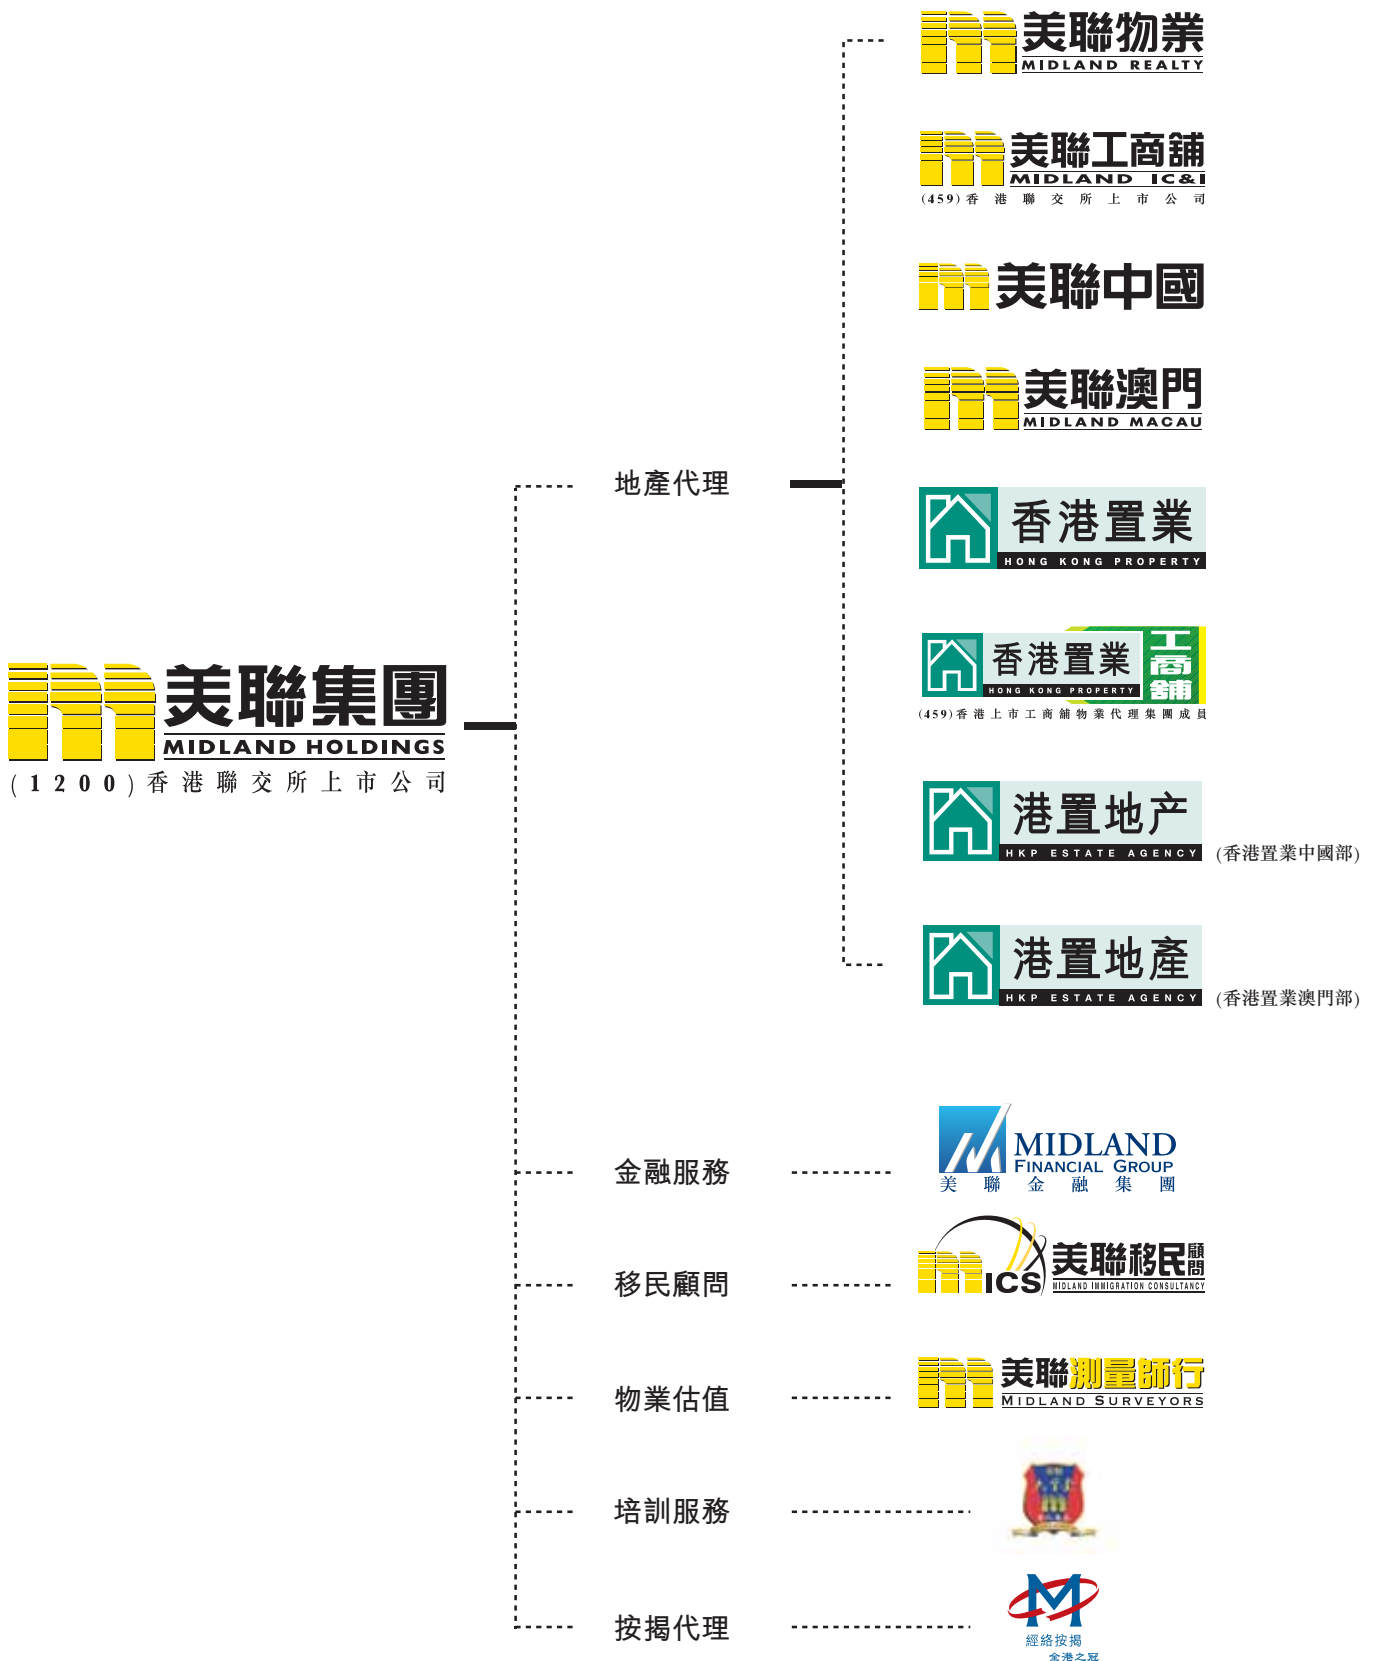 美聯集團
MIDLAND HOLDINGS
(1200)香港聯交所上市公司
地產代理
美聯物業
MIDLAND REALTY
美聯工商舖
MIDLAND IC&I
(459)香港聯交所上市公司
美聯中國
美聯澳門
MIDLAND MACAU
香港置業
HONG KONG PROPERTY
香港置業
HONG KONG PROPERTY
工商舖
(459)香港上市工商舖物業代理集團成員
港置地产
HKP ESTATE AGENCY
(香港置業中國部)
港置地產
HKP ESTATE AGENCY
(香港置業澳門部)
金融服務
MIDLAND
FINANCIAL GROUP
美聯金融集團
移民顧問
mICS
美聯移民顧問
MIDLAND IMMIGRATION CONSULTANCY
物業估值
美聯測量師行
MIDLAND SURVEYORS
培訓服務
按揭代理
M
經絡按揭
全港之冠